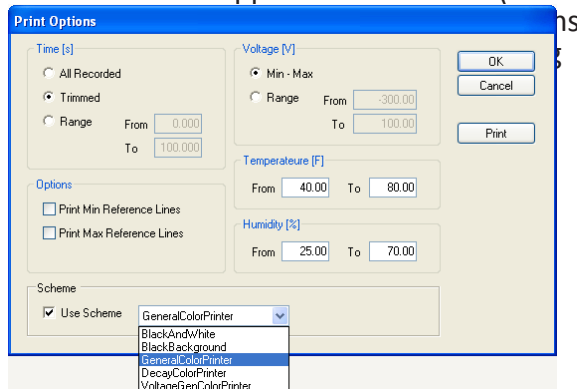 Print Options
Time [s]
All Recorded
Trimmed
Range From 0.000
To 100.000
Voltage [V]
Min - Max
Range From -300.00
To 100.00
OK
Cancel
Print
Temperateure [F]
From 40.00 To 80.00
Options
Print Min Reference Lines
Print Max Reference Lines
Humidity [%]
From 25.00 To 70.00
Scheme
Use Scheme GeneralColorPrinter
BlackAndWhite
BlackBackground
GeneralColorPrinter
DecayColorPrinter
VoltageGenColorPrinter